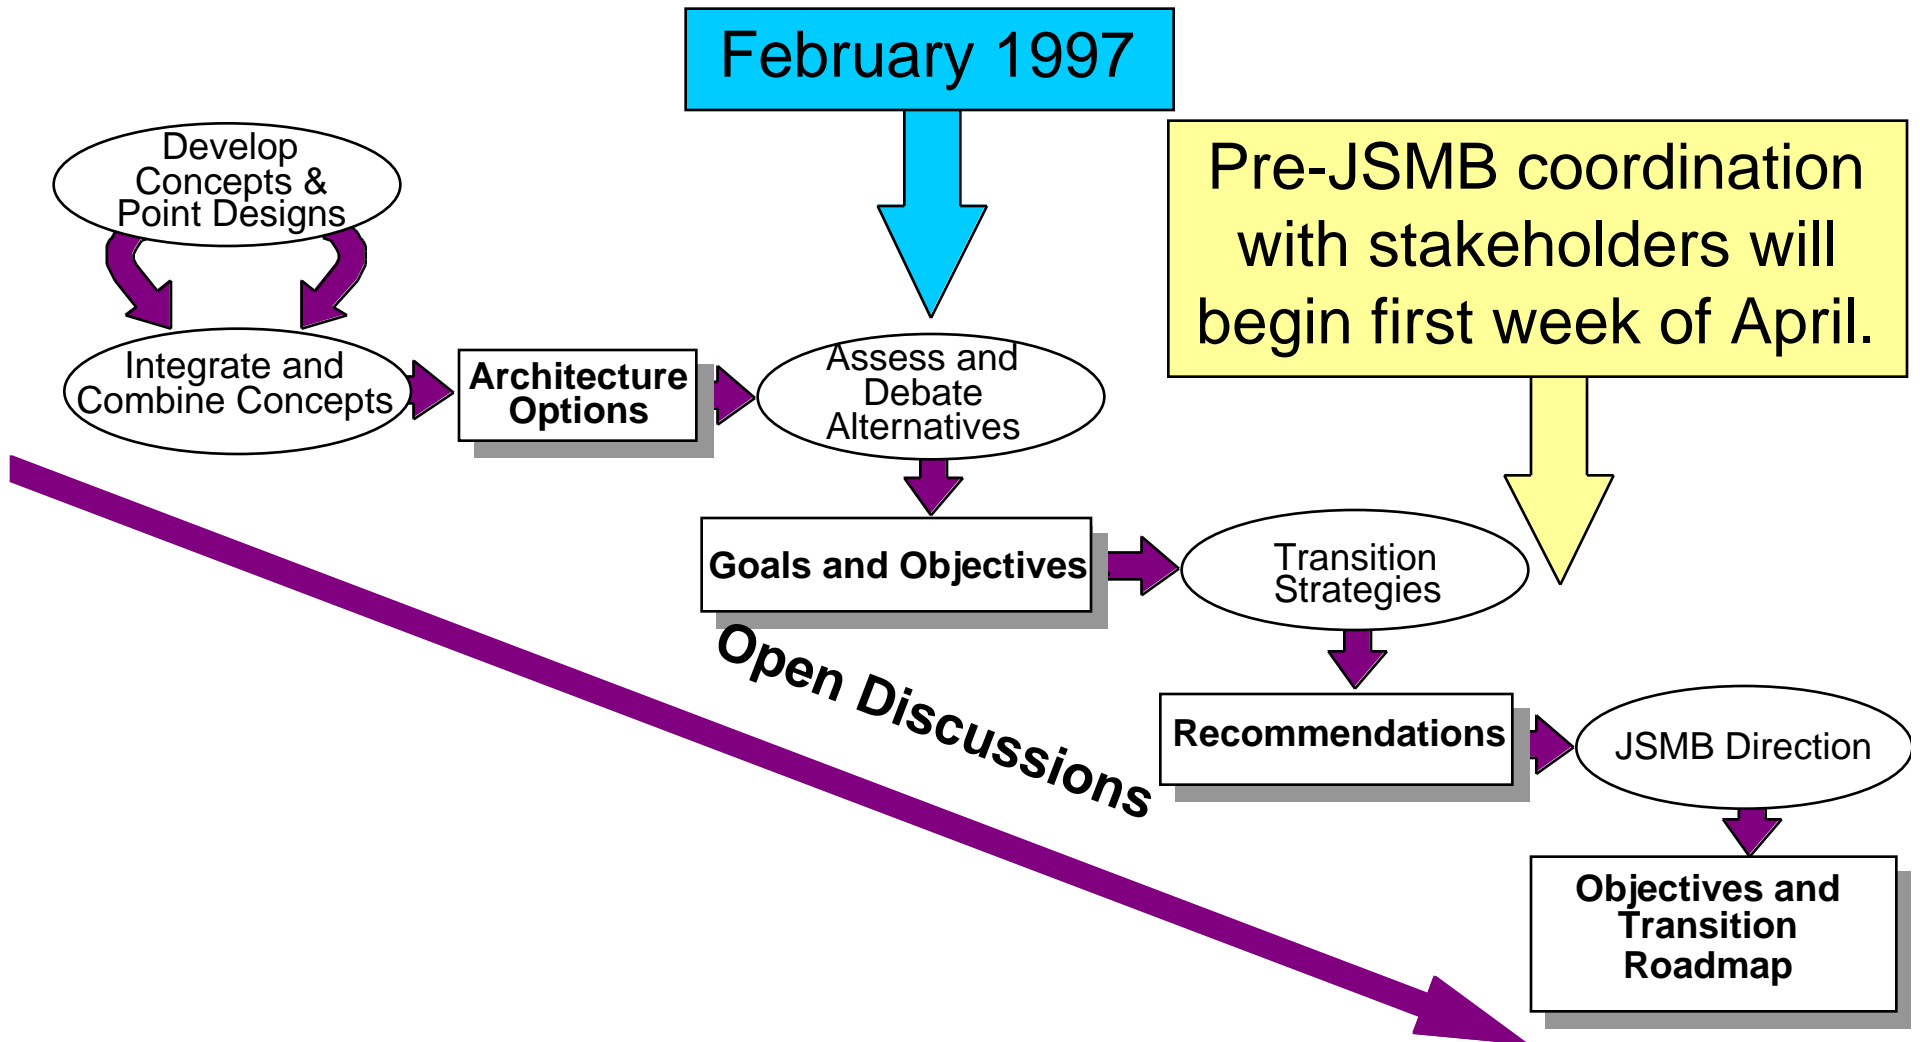 February 1997
Develop
Concepts &
Point Designs
Pre-JSMB coordination
with stakeholders will
begin first week of April.
Integrate and
Combine Concepts
Architecture
Options
Assess and
Debate
Alternatives
Goals and Objectives
Transition
Strategies
Open Discussions
Recommendations
JSMB Direction
Objectives and
Transition
Roadmap